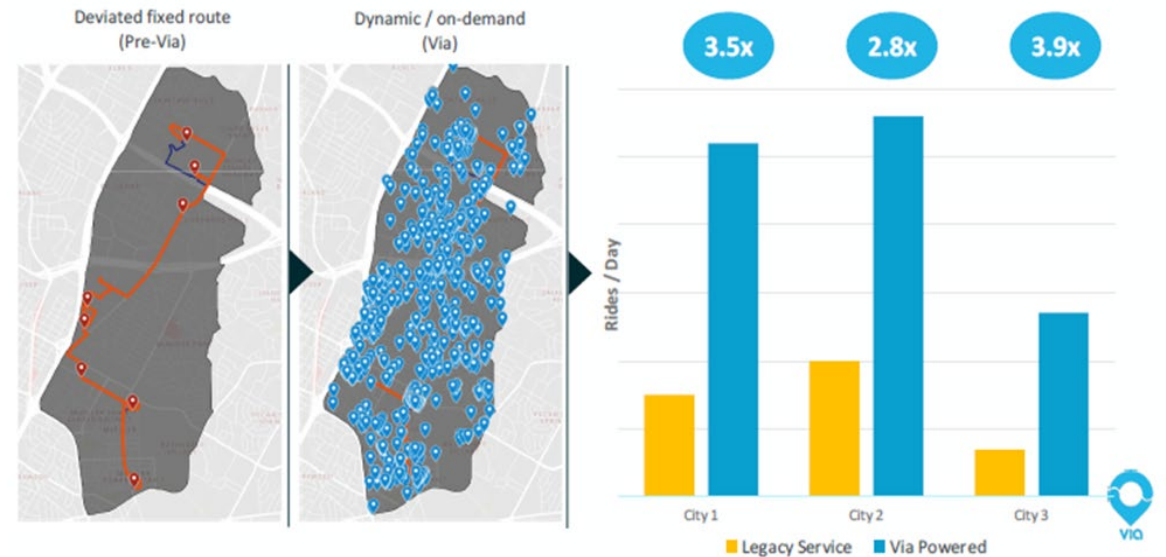 Deviated fixed route
(Pre-Via)
Dynamic / on-demand
(Via)
3.5x
2.8x
3.9x
Rides / Day
City 1
City 2
City 3
Legacy Service
Via Powered
VIA